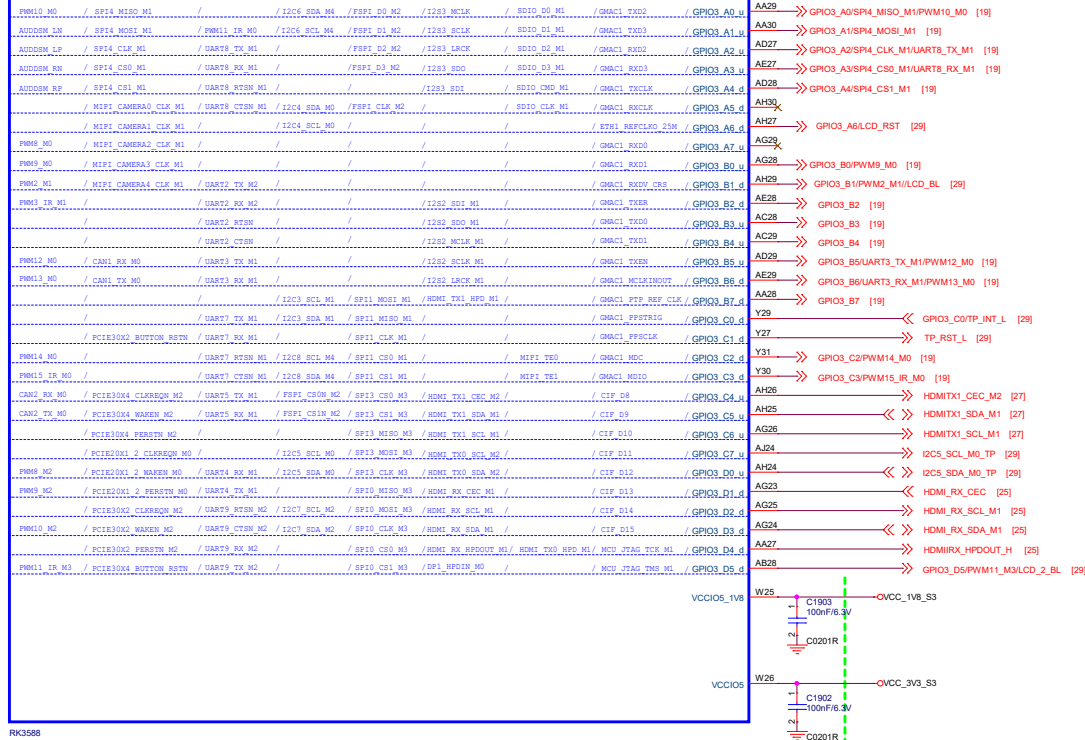 PWM10_M0 / SPI4_MISO_M1 / / I2C6_SDA_M4 / FSPI_D0_M2 / I2S3_MCLK / SDIO_D0_M1 / GMAC1_TXD2 / GPIO3_A0_u AA29 GPIO3_A0/SPI4_MISO_M1/PWM10_M0 [19]
AUDDSM_LN / SPI4_MOSI_M1 / PWM11_IR_M0 / I2C6_SCL_M4 / FSPI_D1_M2 / I2S3_SCLK / SDIO_D1_M1 / GMAC1_TXD3 / GPIO3_A1_u AA30 GPIO3_A1/SPI4_MOSI_M1 [19]
AUDDSM_LP / SPI4_CLK_M1 / UART8_TX_M1 / / FSPI_D2_M2 / I2S3_LRCK / SDIO_D2_M1 / GMAC1_RXD2 / GPIO3_A2_u AD27 GPIO3_A2/SPI4_CLK_M1/UART8_TX_M1 [19]
AUDDSM_RN / SPI4_CS0_M1 / UART8_RX_M1 / / FSPI_D3_M2 / I2S3_SDO / SDIO_D3_M1 / GMAC1_RXD3 / GPIO3_A3_u AE27 GPIO3_A3/SPI4_CS0_M1/UART8_RX_M1 [19]
AUDDSM_RP / SPI4_CS1_M1 / UART8_RTSN_M1 / / / I2S3_SDI / SDIO_CMD_M1 / GMAC1_TXCLK / GPIO3_A4_d AD28 GPIO3_A4/SPI4_CS1_M1 [19]
/ MIPI_CAMERA0_CLK_M1 / UART8_CTSN_M1 / I2C4_SDA_M0 / FSPI_CLK_M2 / / SDIO_CLK_M1 / GMAC1_RXCLK / GPIO3_A5_d AH30
/ MIPI_CAMERA1_CLK_M1 / / I2C4_SCL_M0 / / / ETH1_REFCLKO_25M / GPIO3_A6_d AH27 GPIO3_A6/LCD_RST [29]
PWM8_M0 / MIPI_CAMERA2_CLK_M1 / / / / / / GMAC1_RXD0 / GPIO3_A7_u AG29
PWM9_M0 / MIPI_CAMERA3_CLK_M1 / / / / / / GMAC1_RXD1 / GPIO3_B0_u AG28 GPIO3_B0/PWM9_M0 [19]
PWM2_M1 / MIPI_CAMERA4_CLK_M1 / UART2_TX_M2 / / / / / GMAC1_RXDV_CRS / GPIO3_B1_d AH29 GPIO3_B1/PWM2_M1//LCD_BL [29]
PWM3_IR_M1 / / UART2_RX_M2 / / / I2S2_SDI_M1 / / GMAC1_TXER / GPIO3_B2_d AE28 GPIO3_B2 [19]
/ / UART2_RTSN / / / I2S2_SDO_M1 / / GMAC1_TXD0 / GPIO3_B3_u AC28 GPIO3_B3 [19]
/ / UART2_CTSN / / / I2S2_MCLK_M1 / / GMAC1_TXD1 / GPIO3_B4_u AC29 GPIO3_B4 [19]
PWM12_M0 / CAN1_RX_M0 / UART3_TX_M1 / / / I2S2_SCLK_M1 / / GMAC1_TXEN / GPIO3_B5_u AD29 GPIO3_B5/UART3_TX_M1/PWM12_M0 [19]
PWM13_M0 / CAN1_TX_M0 / UART3_RX_M1 / / / I2S2_LRCK_M1 / / GMAC1_MCLKINOUT / GPIO3_B6_d AE29 GPIO3_B6/UART3_RX_M1/PWM13_M0 [19]
/ / / I2C3_SCL_M1 / SPI1_MOSI_M1 / HDMI_TX1_HPD_M1 / / GMAC1_PTP_REF_CLK / GPIO3_B7_d AA28 GPIO3_B7 [19]
/ UART7_TX_M1 / I2C3_SDA_M1 / SPI1_MISO_M1 / / / GMAC1_PPSTRIG / GPIO3_C0_d Y29 GPIO3_C0/TP_INT_L [29]
/ PCIE30X2_BUTTON_RSTN / UART7_RX_M1 / / SPI1_CLK_M1 / / / GMAC1_PPSCLK / GPIO3_C1_d Y27 TP_RST_L [29]
PWM14_M0 / / UART7_RTSN_M1 / I2C8_SCL_M4 / SPI1_CS0_M1 / / MIPI_TE0 / GMAC1_MDC / GPIO3_C2_d Y31 GPIO3_C2/PWM14_M0 [19]
PWM15_IR_M0 / / UART7_CTSN_M1 / I2C8_SDA_M4 / SPI1_CS1_M1 / / MIPI_TE1 / GMAC1_MDIO / GPIO3_C3_d Y30 GPIO3_C3/PWM15_IR_M0 [19]
CAN2_RX_M0 / PCIE30X4_CLKREQN_M2 / UART5_TX_M1 / FSPI_CS0N_M2 / SPI3_CS0_M3 / HDMI_TX1_CEC_M2 / / CIF_D8 / GPIO3_C4_u AH26 HDMITX1_CEC_M2 [27]
CAN2_TX_M0 / PCIE30X4_WAKEN_M2 / UART5_RX_M1 / FSPI_CS1N_M2 / SPI3_CS1_M3 / HDMI_TX1_SDA_M1 / / CIF_D9 / GPIO3_C5_u AH25 HDMITX1_SDA_M1 [27]
/ PCIE30X4_PERSTN_M2 / / / SPI3_MISO_M3 / HDMI_TX1_SCL_M1 / / CIF_D10 / GPIO3_C6_u AG26 HDMITX1_SCL_M1 [27]
/ PCIE20X1_2_CLKREQN_M0 / / I2C5_SCL_M0 / SPI3_MOSI_M3 / HDMI_TX0_SCL_M2 / / CIF_D11 / GPIO3_C7_u AJ24 I2C5_SCL_M0_TP [29]
PWM8_M2 / PCIE20X1_2_WAKEN_M0 / UART4_RX_M1 / I2C5_SDA_M0 / SPI3_CLK_M3 / HDMI_TX0_SDA_M2 / / CIF_D12 / GPIO3_D0_u AH24 I2C5_SDA_M0_TP [29]
PWM9_M2 / PCIE20X1_2_PERSTN_M0 / UART4_TX_M1 / / SPI0_MISO_M3 / HDMI_RX_CEC_M1 / / CIF_D13 / GPIO3_D1_d AG23 HDMI_RX_CEC [25]
/ PCIE30X2_CLKREQN_M2 / UART9_RTSN_M2 / I2C7_SCL_M2 / SPI0_MOSI_M3 / HDMI_RX_SCL_M1 / / CIF_D14 / GPIO3_D2_d AG25 HDMI_RX_SCL_M1 [25]
PWM10_M2 / PCIE30X2_WAKEN_M2 / UART9_CTSN_M2 / I2C7_SDA_M2 / SPI0_CLK_M3 / HDMI_RX_SDA_M1 / / CIF_D15 / GPIO3_D3_d AG24 HDMI_RX_SDA_M1 [25]
/ PCIE30X2_PERSTN_M2 / UART9_RX_M2 / / SPI0_CS0_M3 / HDMI_RX_HPDOUT_M1 / HDMI_TX0_HPD_M1 / MCU_JTAG_TCK_M1 / GPIO3_D4_d AA27 HDMIIRX_HPDOUT_H [25]
PWM11_IR_M3 / PCIE30X4_BUTTON_RSTN / UART9_TX_M2 / / SPI0_CS1_M3 / DP1_HPDIN_M0 / / MCU_JTAG_TMS_M1 / GPIO3_D5_d AB28 GPIO3_D5/PWM11_M3/LCD_2_BL [29]
VCCIO5_1V8 W25 VCC_1V8_S3
1 C1903
100nF/6.3V
2 C0201R
VCCIO5 W26 VCC_3V3_S3
1 C1902
100nF/6.3V
2 C0201R
RK3588